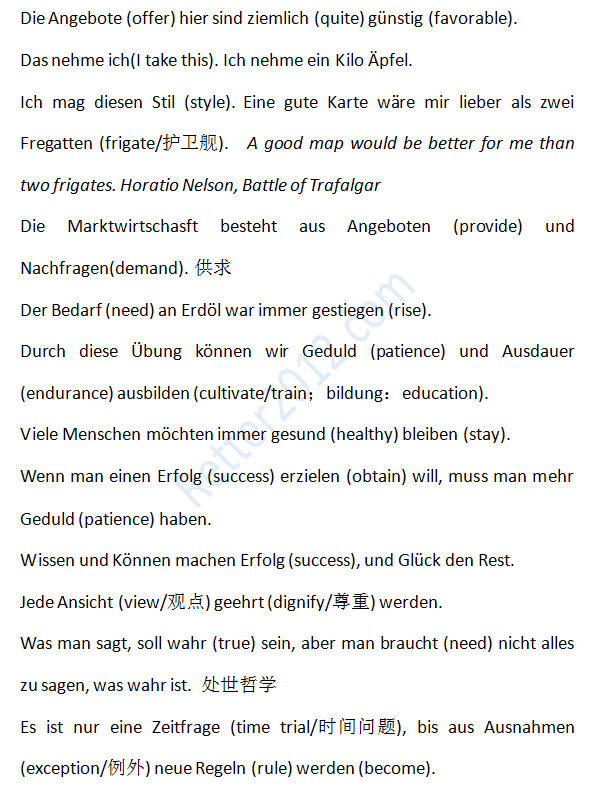 Die Angebote (offer) hier sind ziemlich (quite) günstig (favorable).
Das nehme ich(I take this). Ich nehme ein Kilo Äpfel.
Ich mag diesen Stil (style). Eine gute Karte wäre mir lieber als zwei
Fregatten (frigate/护卫舰). A good map would be better for me than
two frigates. Horatio Nelson, Battle of Trafalgar
Die Marktwirtschasft besteht aus Angeboten (provide) und
Nachfragen(demand). 供求
Der Bedarf (need) an Erdöl war immer gestiegen (rise).
Durch diese Übung können wir Geduld (patience) und Ausdauer
(endurance) ausbilden (cultivate/train；bildung：education).
Viele Menschen möchten immer gesund (healthy) bleiben (stay).
Wenn man einen Erfolg (success) erzielen (obtain) will, muss man mehr
Geduld (patience) haben.
Wissen und Können machen Erfolg (success), und Glück den Rest.
Jede Ansicht (view/观点) geehrt (dignify/尊重) werden.
Was man sagt, soll wahr (true) sein, aber man braucht (need) nicht alles
zu sagen, was wahr ist. 处世哲学
Es ist nur eine Zeitfrage (time trial/时间问题), bis aus Ausnahmen
(exception/例外) neue Regeln (rule) werden (become).